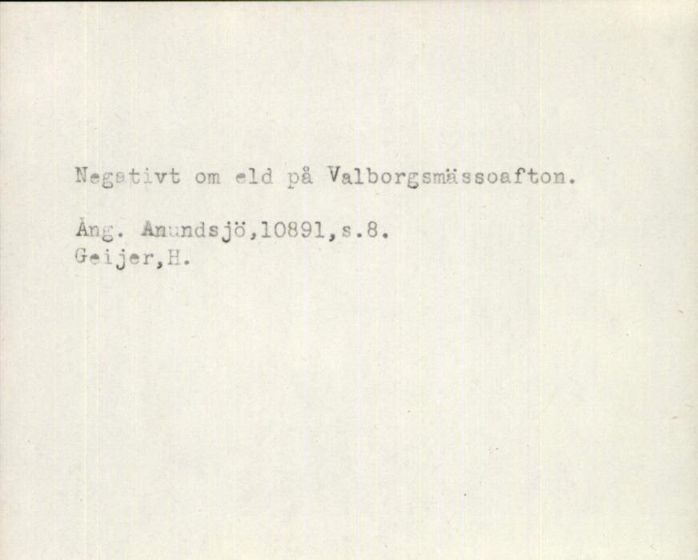 Negativt om eld på Valborgsmässoafton.
Ång. Anundsjö,10891,s.8.
Geijer,H.